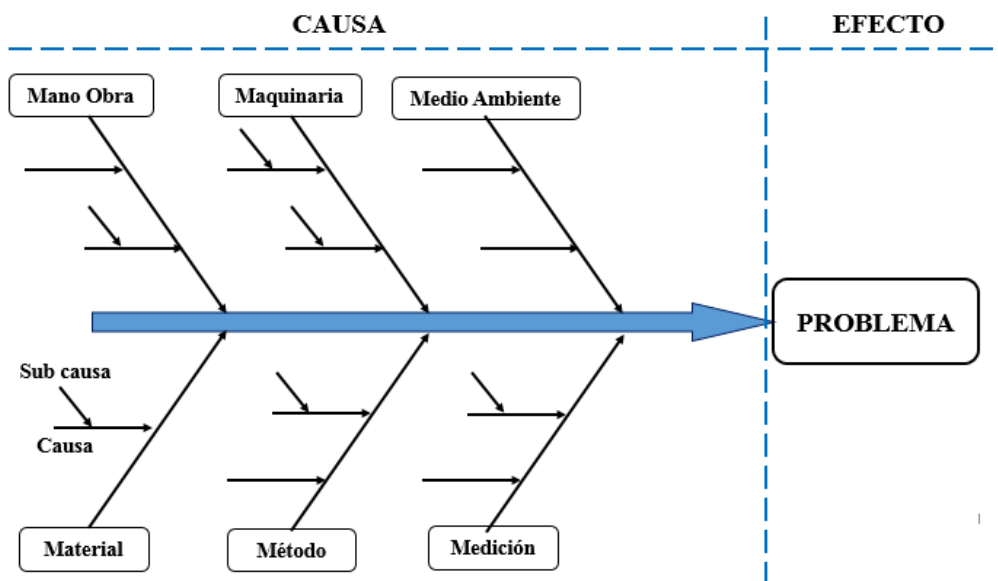 CAUSA
EFECTO
Mano Obra
Maquinaria
Medio Ambiente
PROBLEMA
Sub causa
Causa
Material
Método
Medición